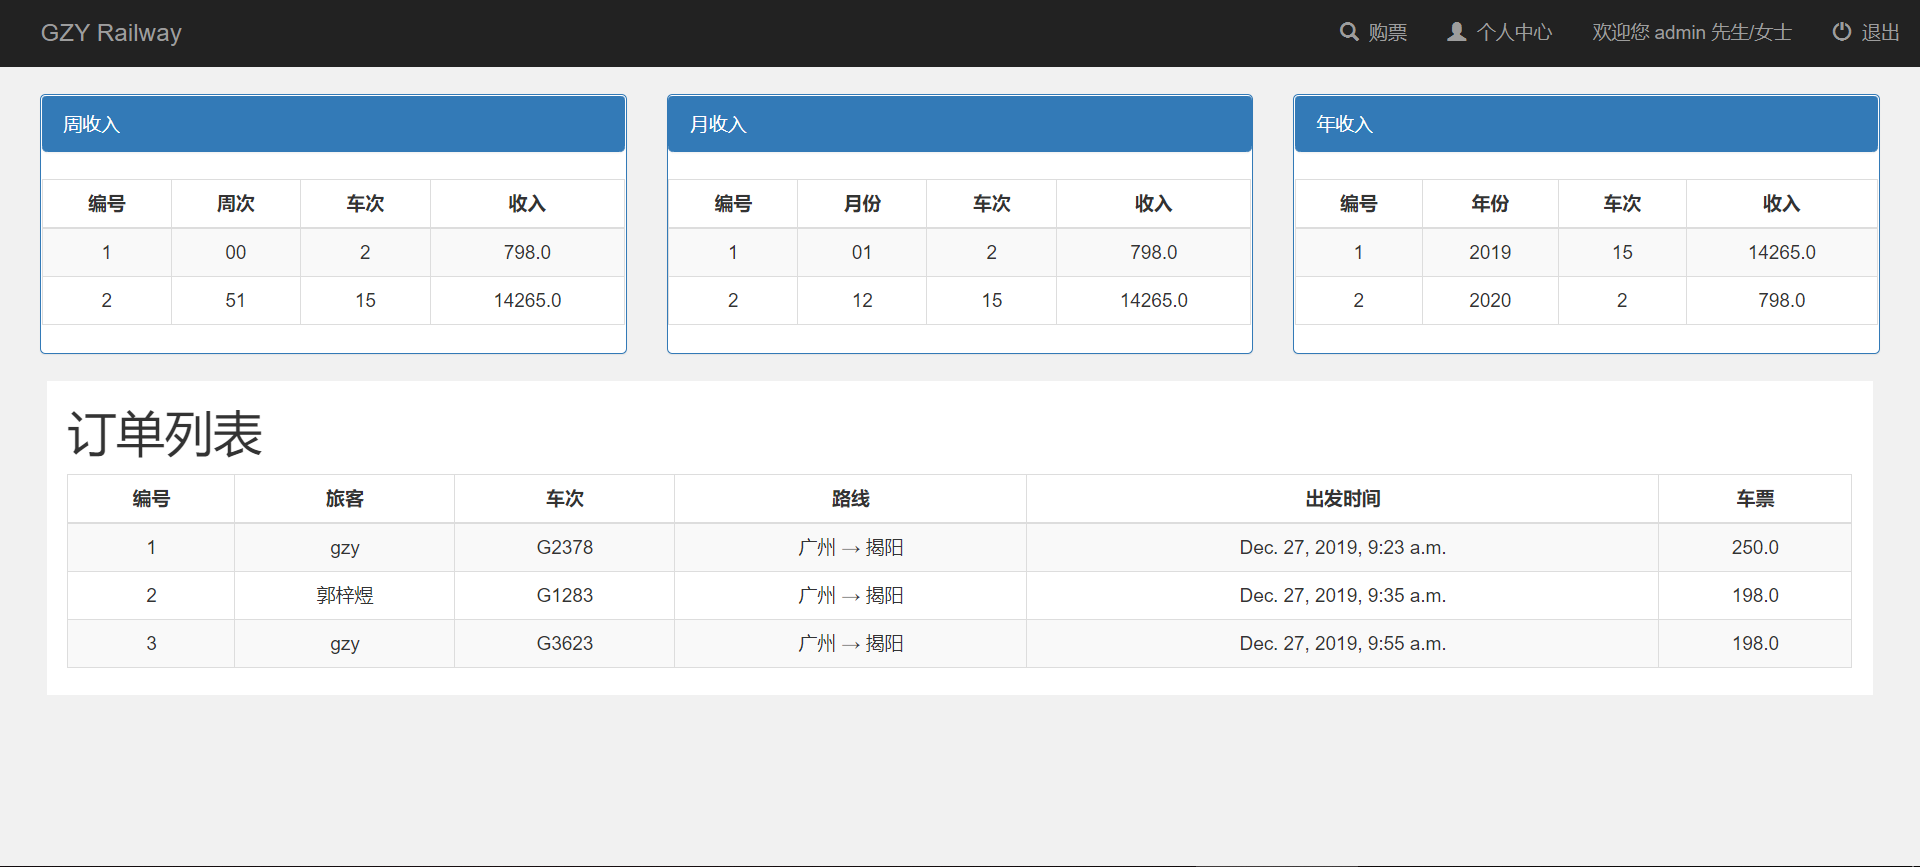 GZY Railway 购票 个人中心 欢迎您 admin 先生/女士 退出
周收入
编号 周次 车次 收入
1 00 2 798.0
2 51 15 14265.0
月收入
编号 月份 车次 收入
1 01 2 798.0
2 12 15 14265.0
年收入
编号 年份 车次 收入
1 2019 15 14265.0
2 2020 2 798.0
订单列表
编号 旅客 车次 路线 出发时间 车票
1 gzy G2378 广州 → 揭阳 Dec. 27, 2019, 9:23 a.m. 250.0
2 郭梓煜 G1283 广州 → 揭阳 Dec. 27, 2019, 9:35 a.m. 198.0
3 gzy G3623 广州 → 揭阳 Dec. 27, 2019, 9:55 a.m. 198.0